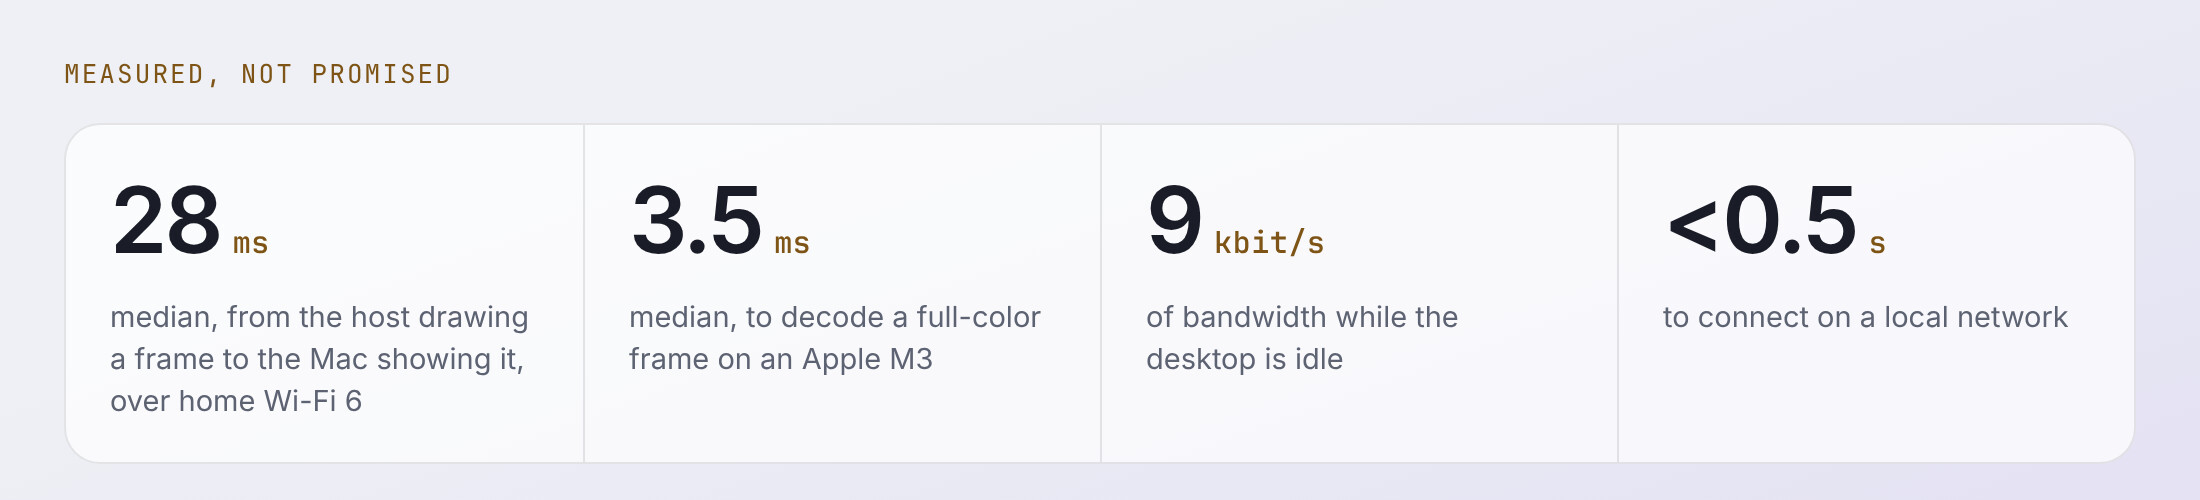 MEASURED, NOT PROMISED
28 ms
median, from the host drawing
a frame to the Mac showing it,
over home Wi-Fi 6
3.5 ms
median, to decode a full-color
frame on an Apple M3
9 kbit/s
of bandwidth while the
desktop is idle
<0.5 s
to connect on a local network